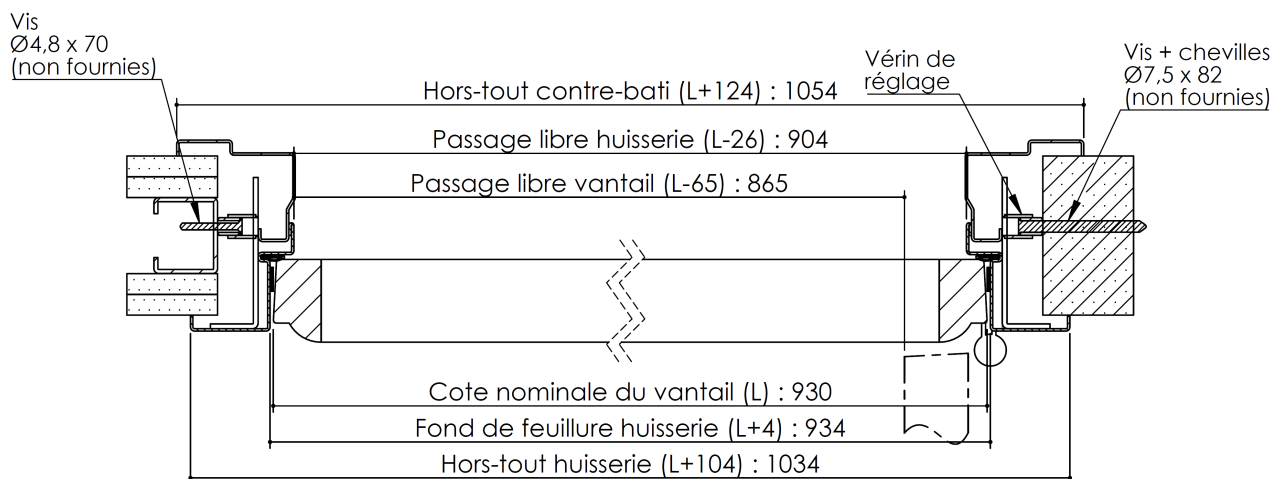 Vis
Ø4,8 x 70
(non fournies)
Vérin de
réglage
Vis + chevilles
Ø7,5 x 82
(non fournies)
Hors-tout contre-bati (L+124) : 1054
Passage libre huisserie (L-26) : 904
Passage libre vantail (L-65) : 865
Cote nominale du vantail (L) : 930
Fond de feuillure huisserie (L+4) : 934
Hors-tout huisserie (L+104) : 1034